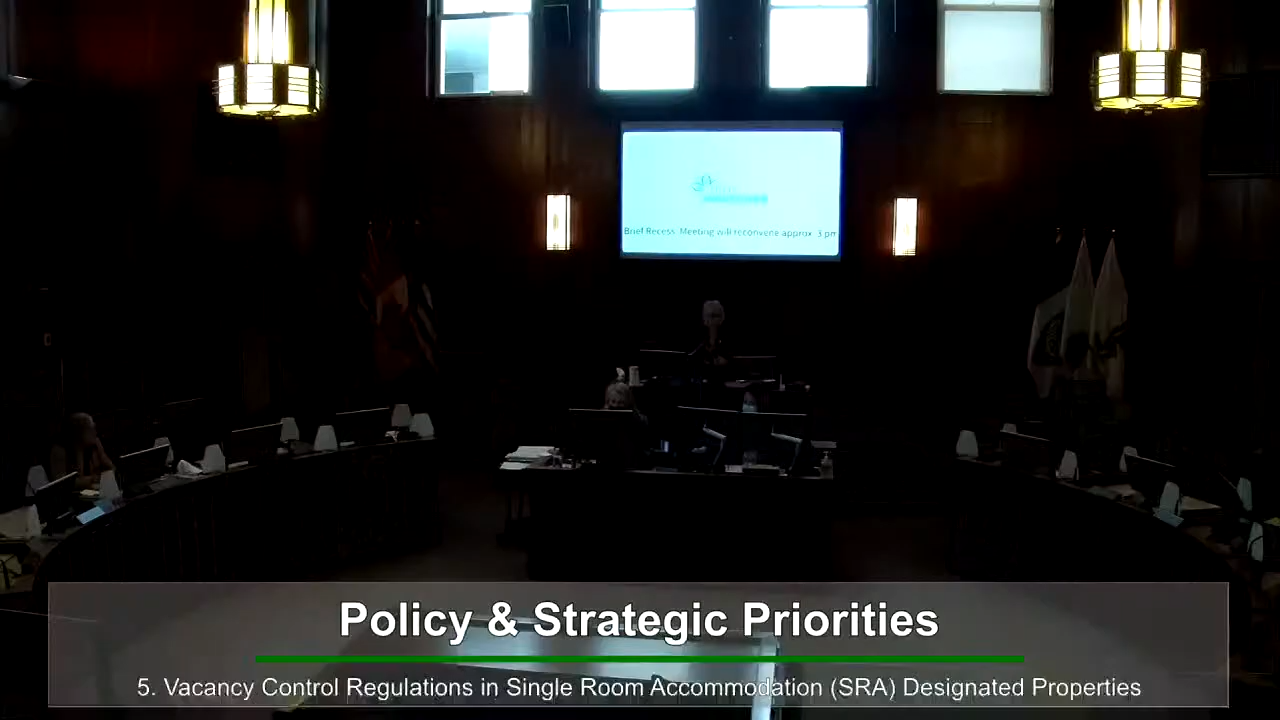 Brief Recess. Meeting will reconvene approx. 3 pm
Policy & Strategic Priorities
5. Vacancy Control Regulations in Single Room Accommodation (SRA) Designated Properties